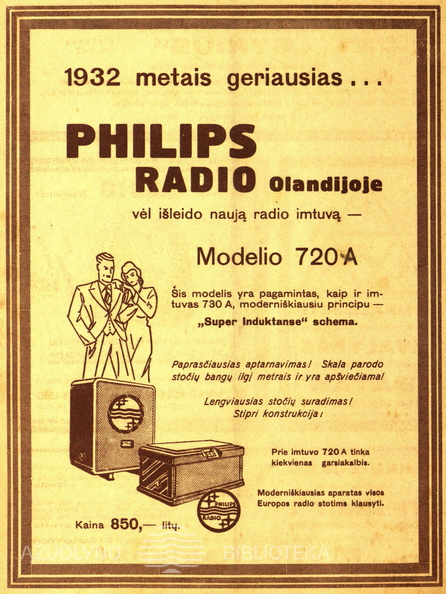 1932 metais geriausias...
PHILIPS
RADIO Olandijoje
vėl išleido naują radio imtuvą —
Modelio 720 A
Šis modelis yra pagamintas, kaip ir im-
tuvas 730 A, moderniškiausiu principu —
„Super Induktanse" schema.
Paprasčiausias aptarnavimas! Skala parodo
stočių bangų ilgį metrais ir yra apšviečiama!
Lengviausias stočių suradimas!
Stipri konstrukcija!
Prie imtuvo 720 A tinka
kiekvienas garsiakalbis.
Moderniškiausias aparatas visos
Europos radio stotims klausyti.
PHILIPS
RADIO
Kaina 850,— litų.
AŽUOLYNO BIBLIOTEKA